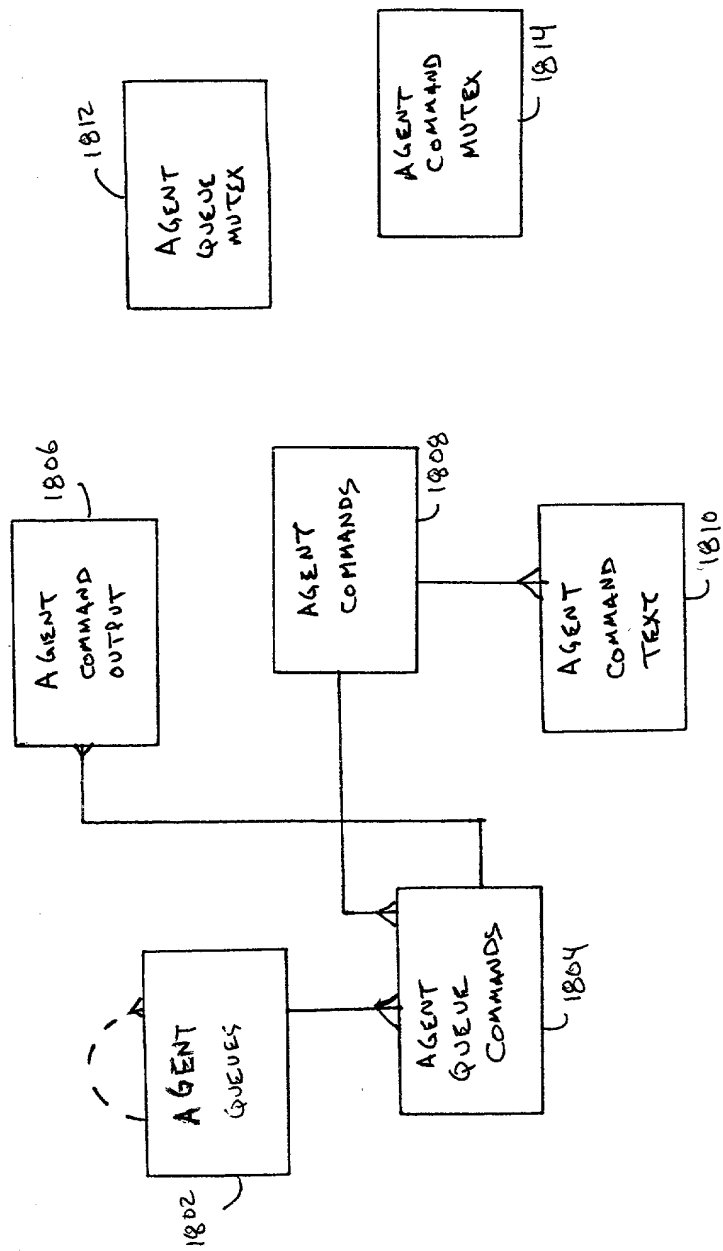 1802
AGENT
QUEUES
AGENT
QUEUE
COMMANDS
1804
AGENT
COMMAND
OUTPUT
1806
AGENT
COMMANDS
1808
AGENT
COMMAND
TEXT
1810
AGENT
QUEUE
MUTEX
1812
AGENT
COMMAND
MUTEX
1814